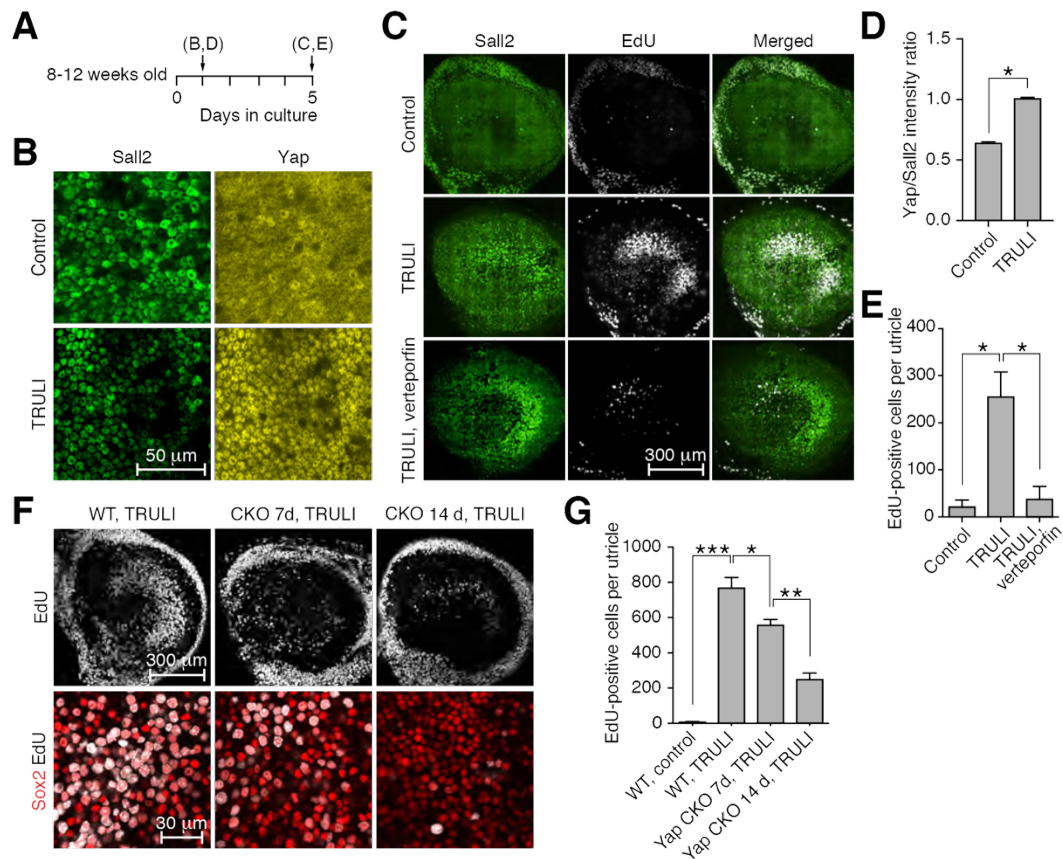 A
(B,D)
(C,E)
8-12 weeks old
0
5
Days in culture
B
Sall2
Yap
Control
TRULI
50 µm
C
Sall2
EdU
Merged
Control
TRULI
TRULI, verteporfin
300 µm
D
Yap/Sall2 intensity ratio
1.5
1.0
0.5
0.0
*
Control
TRULI
E
EdU-positive cells per utricle
400
300
200
100
0
*
*
Control
TRULI
TRULI,
verteporfin
F
WT, TRULI
CKO 7d, TRULI
CKO 14 d, TRULI
EdU
300 µm
Sox2 EdU
30 µm
G
EdU-positive cells per utricle
1000
800
600
400
200
0
***
*
**
WT, control
WT, TRULI
Yap CKO 7d, TRULI
Yap CKO 14 d, TRULI